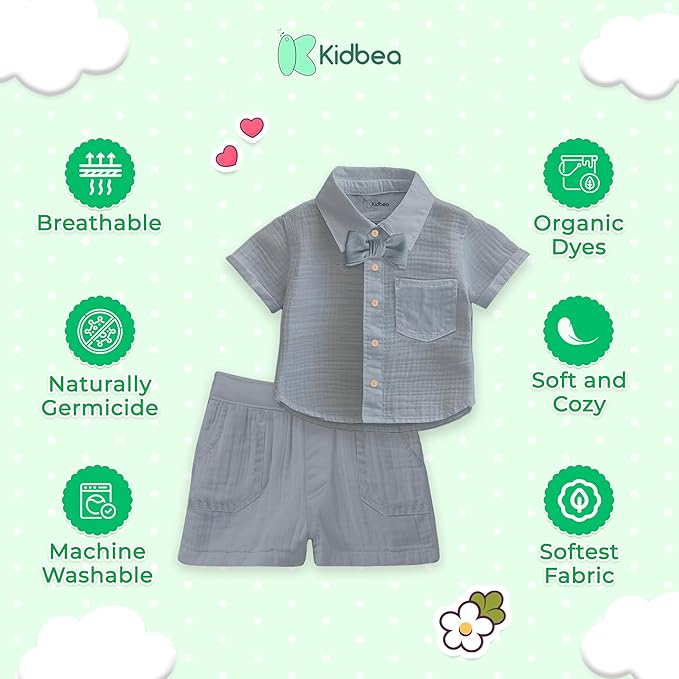 Kidbea
Kidbea
Breathable
Organic
Dyes
Naturally
Germicide
Soft and
Cozy
Machine
Washable
Softest
Fabric